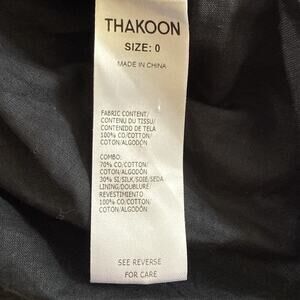 THAKOON
SIZE: 0
MADE IN CHINA
FABRIC CONTENT/
CONTENU DU TISSU/
CONTENIDO DE TELA
100% CO/COTTON/
COTON/ALGODÓN
COMBO:
70% CO/COTTON/
COTON/ALGODÓN
30% SI/SILK/SOIE/SEDA
LINING/DOUBLURE/
REVESTIMIENTO
100% CO/COTTON/
COTON/ALGODÓN
SEE REVERSE
FOR CARE